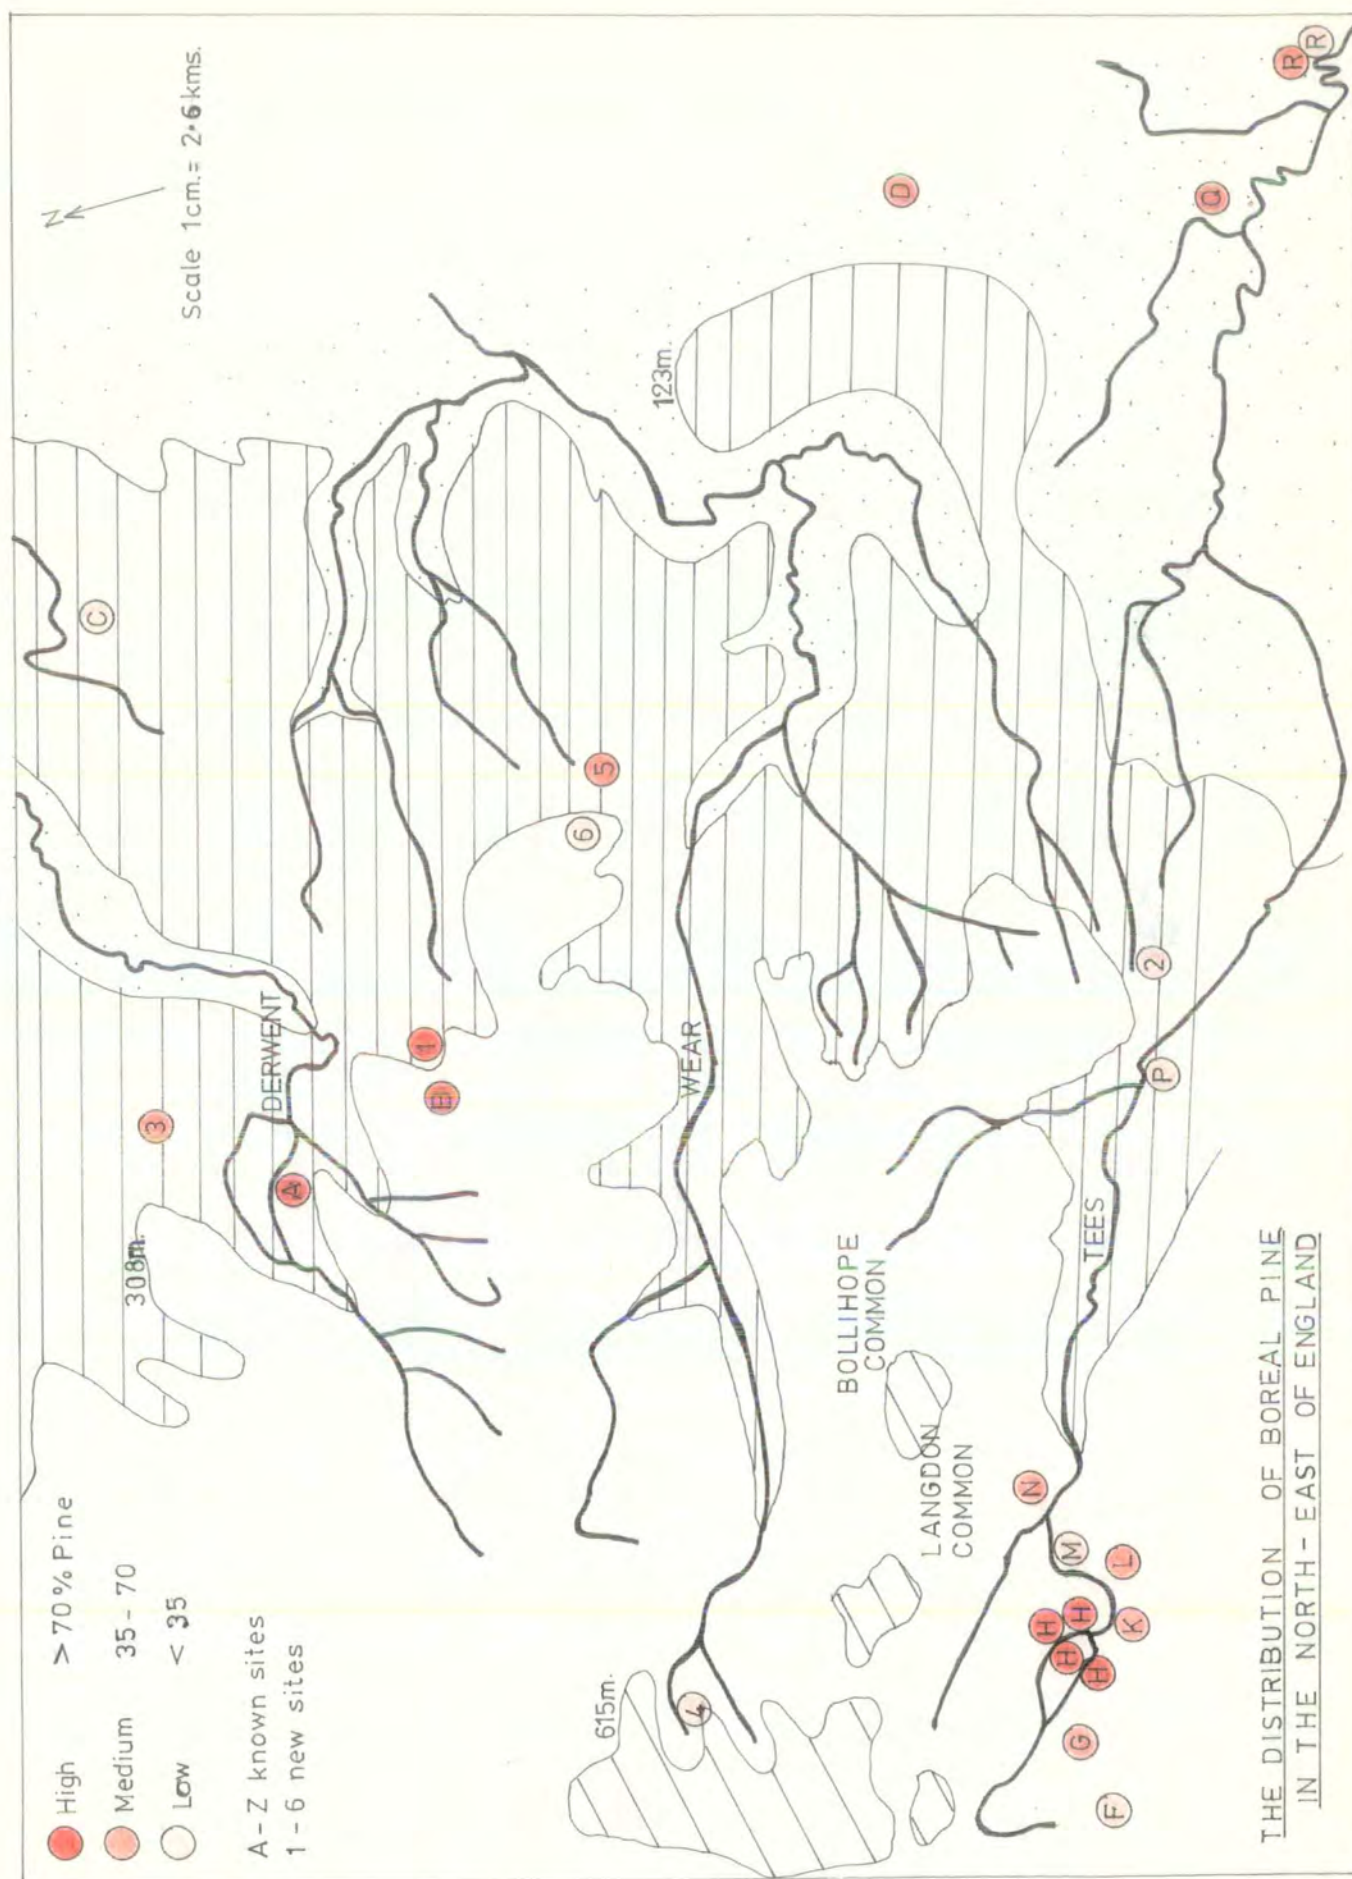 High > 70% Pine
Medium 35 - 70
Low < 35
A - Z known sites
1 - 6 new sites
N
Scale 1cm. = 2·6 kms.
308m.
615m.
123m.
DERWENT
WEAR
TEES
BOLLIHOPE
COMMON
LANGDON
COMMON
A
B
C
D
F
G
H
H
H
H
K
L
M
N
P
Q
R
R
1
2
3
4
5
6
THE DISTRIBUTION OF BOREAL PINE
IN THE NORTH - EAST OF ENGLAND